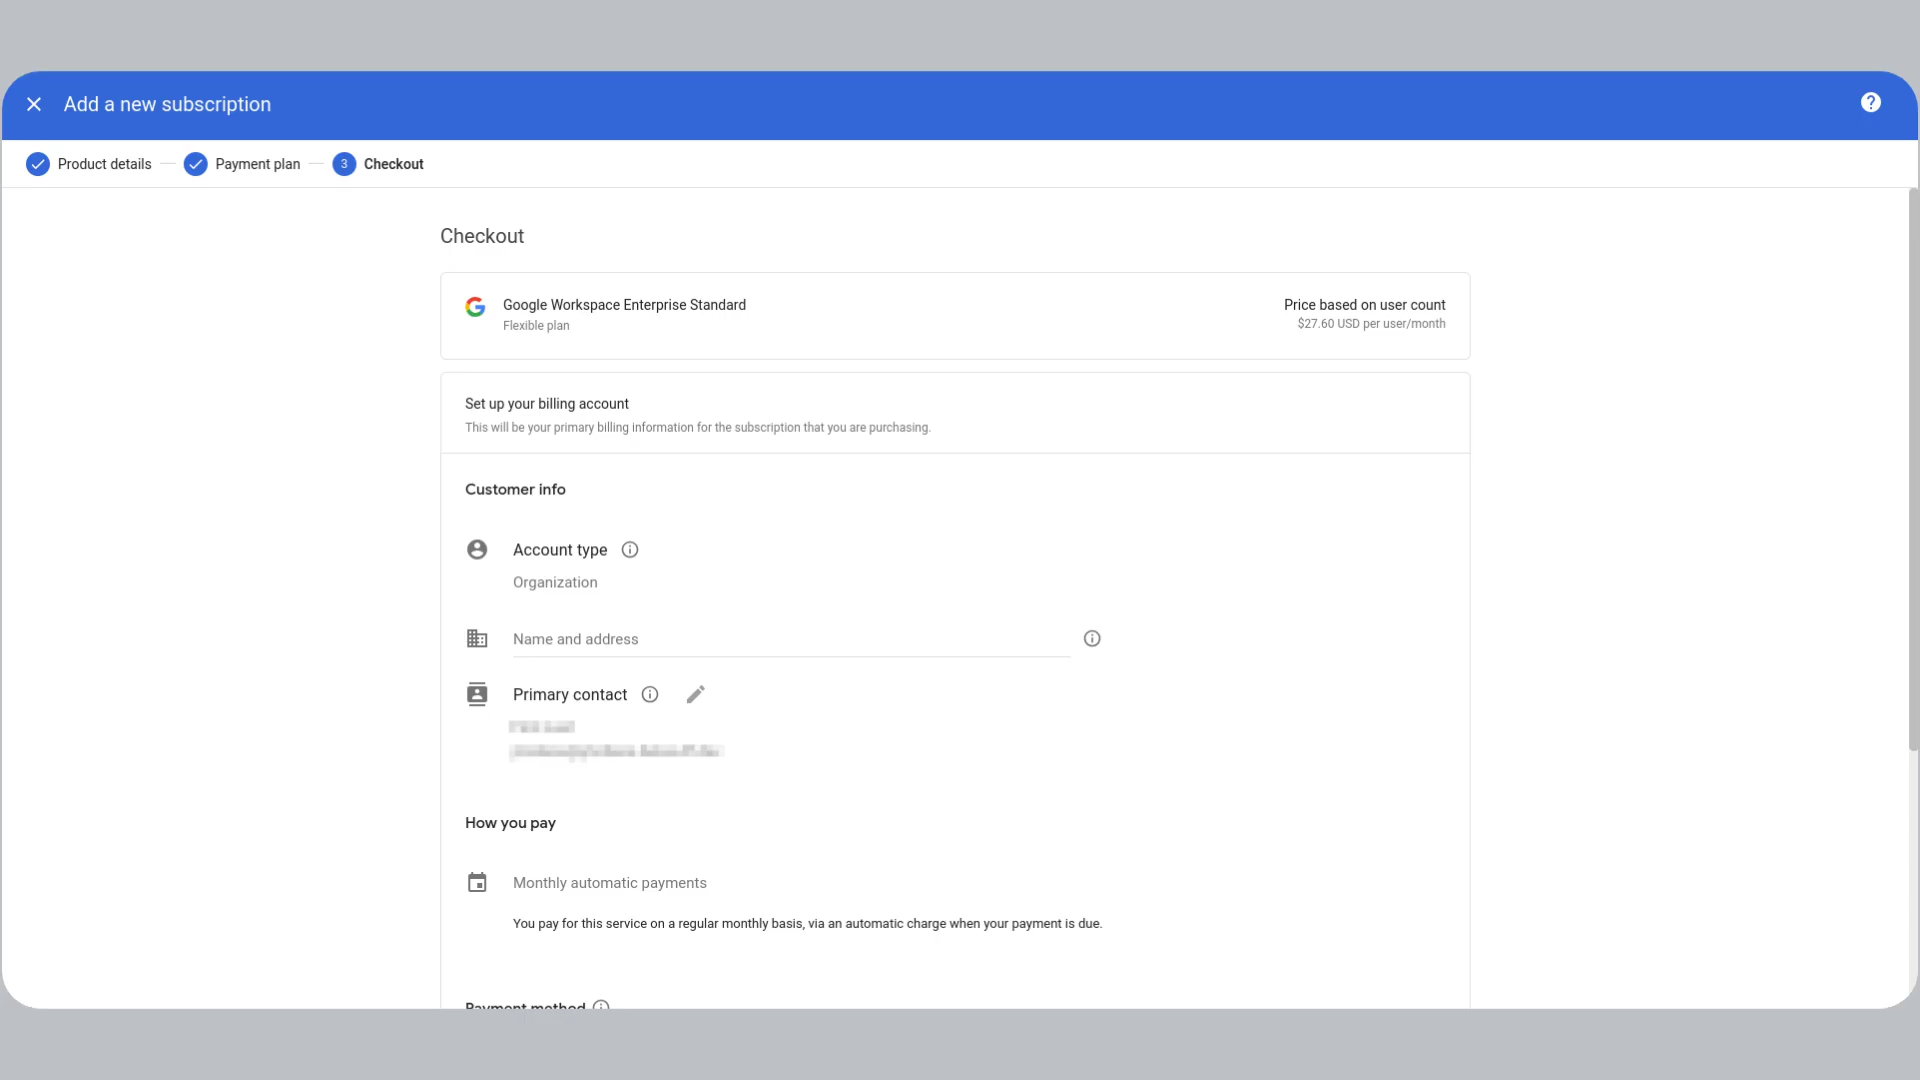 Add a new subscription
?
Product details
Payment plan
3 Checkout
Checkout
Google Workspace Enterprise Standard
Flexible plan
Price based on user count
$27.60 USD per user/month
Set up your billing account
This will be your primary billing information for the subscription that you are purchasing.
Customer info
Account type
Organization
Name and address
Primary contact
How you pay
Monthly automatic payments
You pay for this service on a regular monthly basis, via an automatic charge when your payment is due.
Payment method